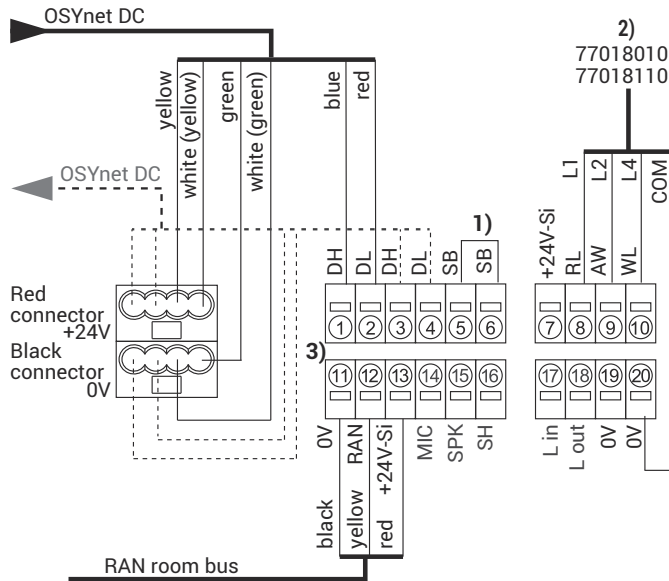 OSYnet DC
2)
77018010
77018110
yellow
white (yellow)
green
white (green)
blue
red
L1
L2
L4
COM
OSYnet DC
1)
DH
DL
DH
DL
SB
SB
+24V-Si
RL
AW
WL
Red
connector
+24V
Black
connector
0V
1 2 3 4 5 6 7 8 9 10
3)
11 12 13 14 15 16 17 18 19 20
0V
RAN
+24V-Si
MIC
SPK
SH
L in
L out
0V
0V
black
yellow
red
RAN room bus